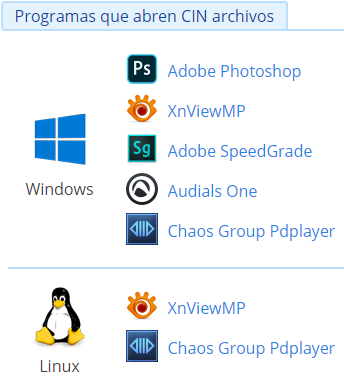 Programas que abren CIN archivos
Ps Adobe Photoshop
XnViewMP
Sg Adobe SpeedGrade
Windows
Audials One
Chaos Group Pdplayer
XnViewMP
Chaos Group Pdplayer
Linux